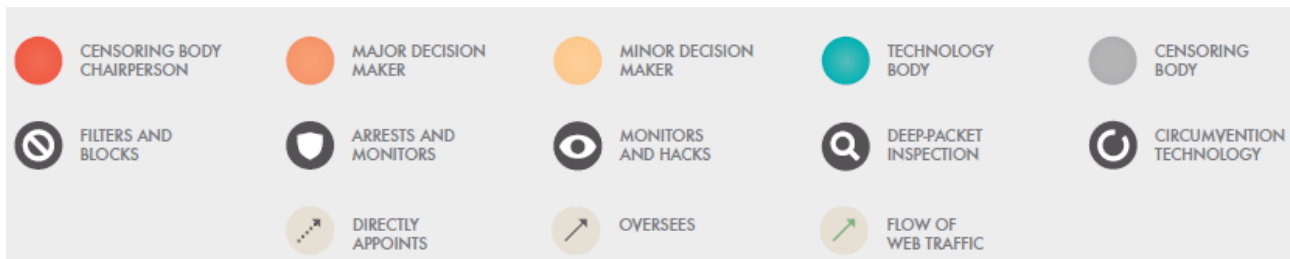 CENSORING BODY
CHAIRPERSON
MAJOR DECISION
MAKER
MINOR DECISION
MAKER
TECHNOLOGY
BODY
CENSORING
BODY
FILTERS AND
BLOCKS
ARRESTS AND
MONITORS
MONITORS
AND HACKS
DEEP-PACKET
INSPECTION
CIRCUMVENTION
TECHNOLOGY
DIRECTLY
APPOINTS
OVERSEES
FLOW OF
WEB TRAFFIC